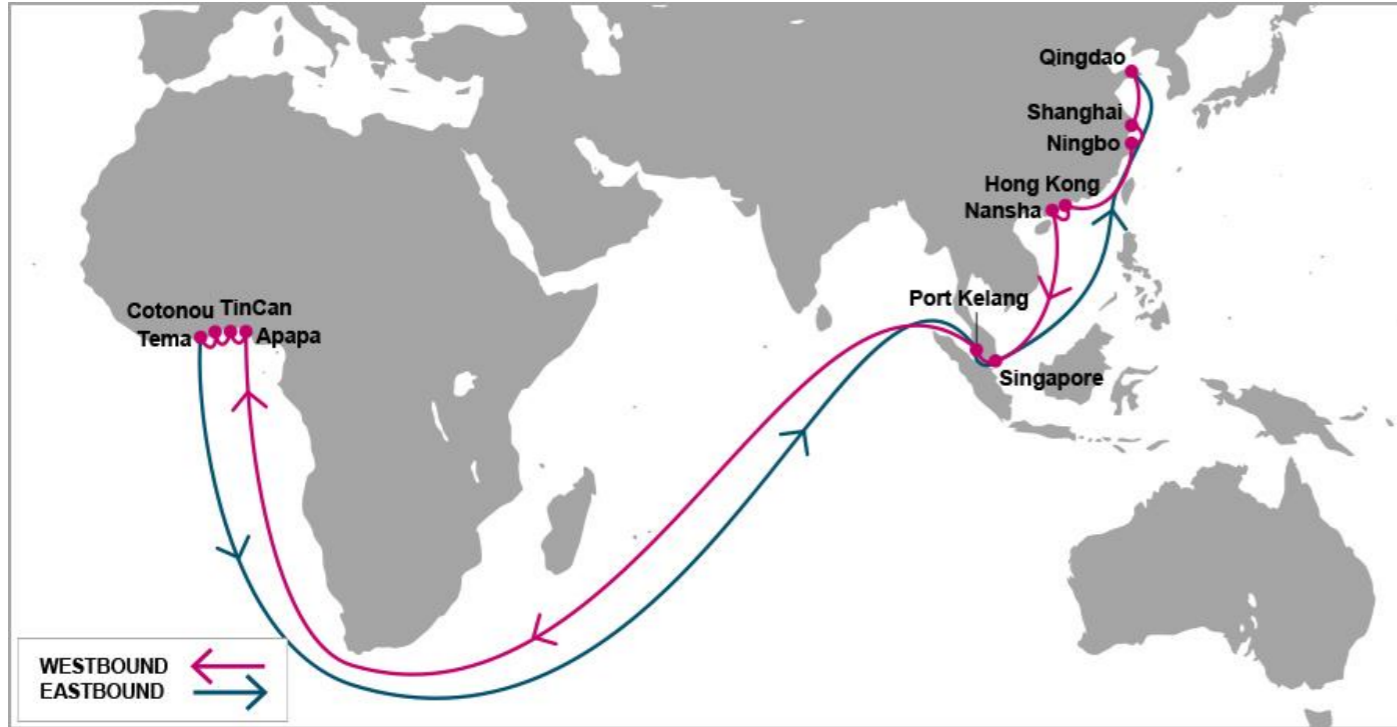 Qingdao
Shanghai
Ningbo
Hong Kong
Nansha
Port Kelang
Cotonou TinCan
Tema Apapa
Singapore
WESTBOUND
EASTBOUND